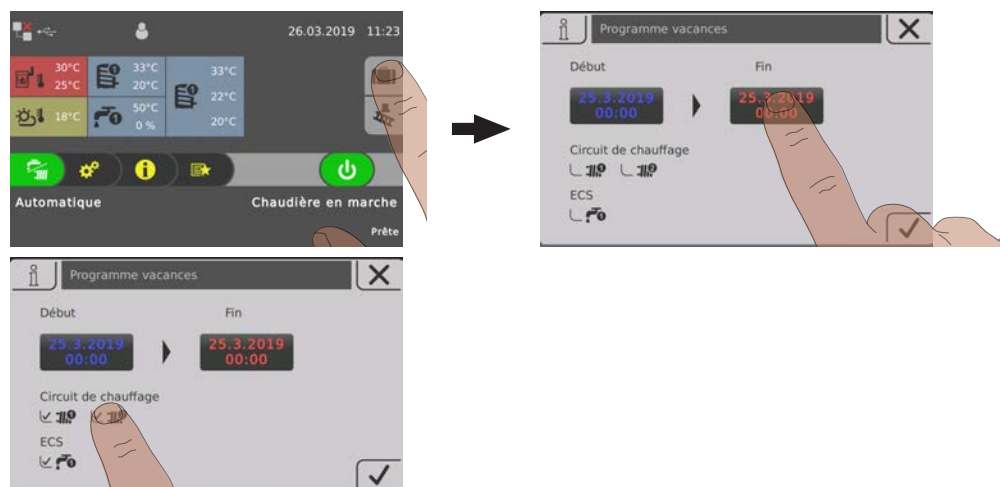 26.03.2019 11:23
30°C
25°C
33°C
20°C
33°C
22°C
20°C
18°C
50°C
0 %
Automatique
Chaudière en marche
Prête
Programme vacances
Début
Fin
25.3.2019
00:00
25.3.2019
00:00
Circuit de chauffage
ECS
Programme vacances
Début
Fin
25.3.2019
00:00
25.3.2019
00:00
Circuit de chauffage
ECS